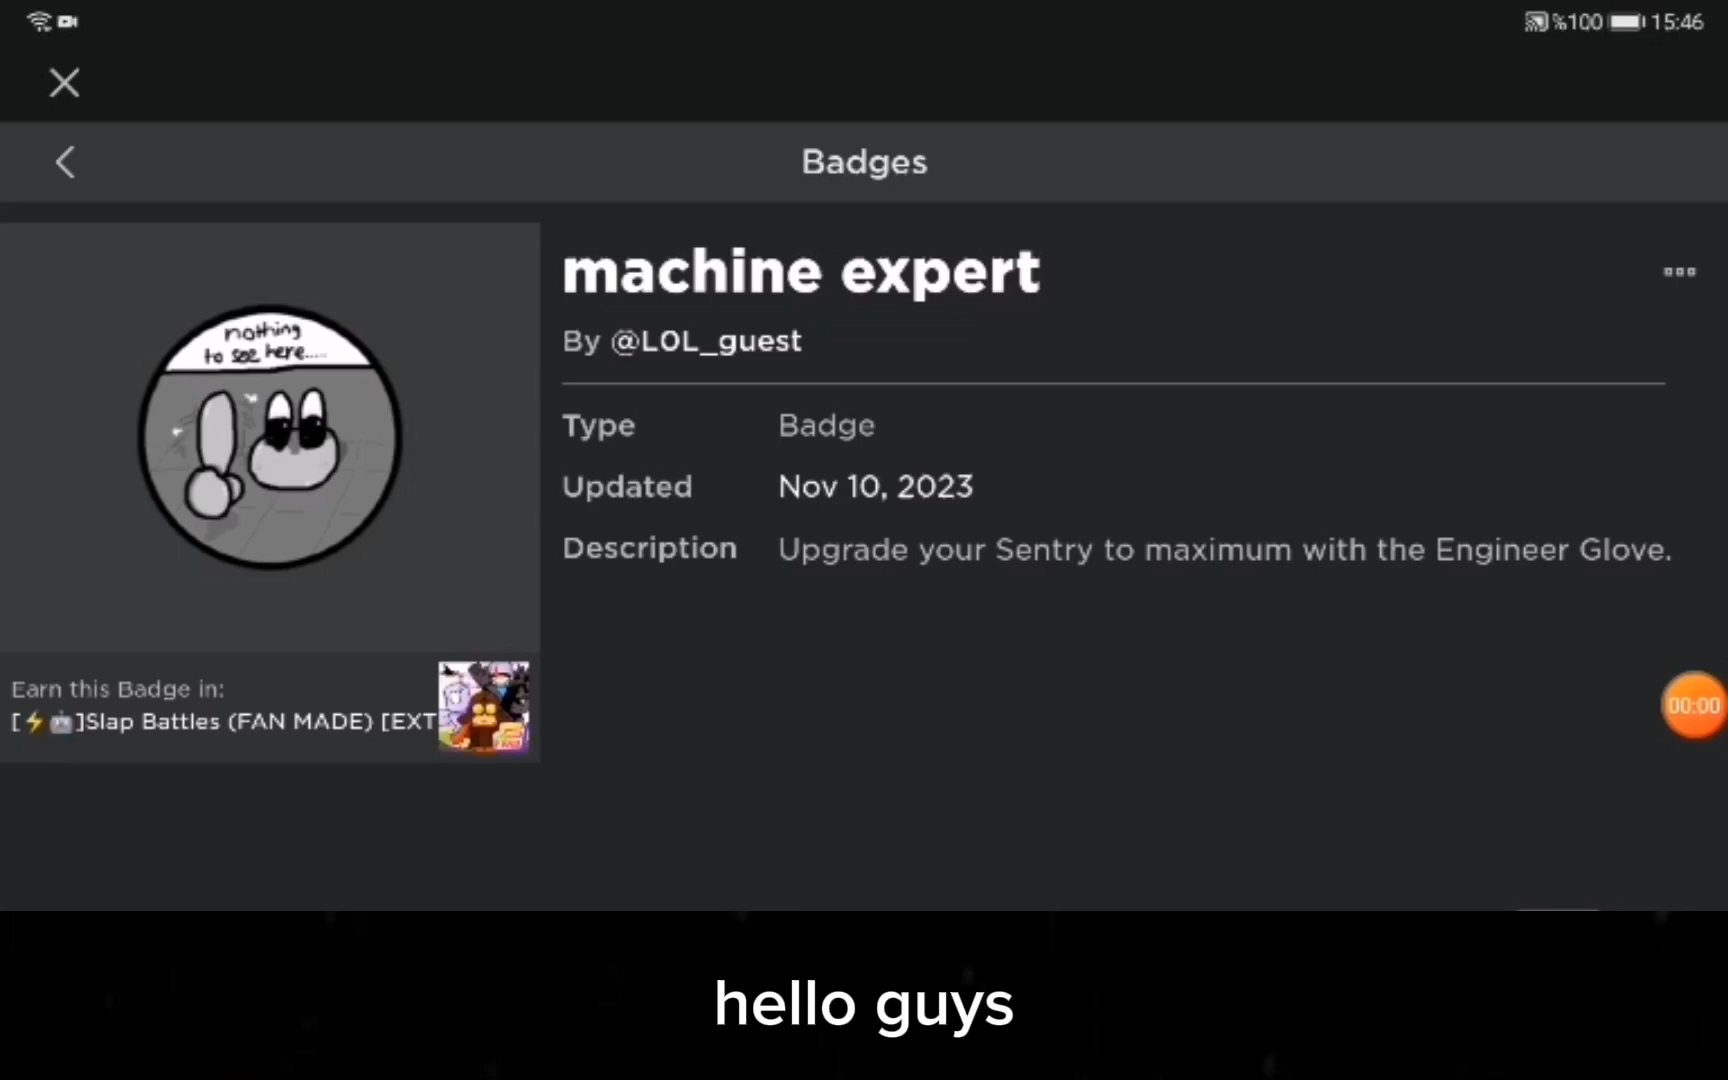 %100 15:46
Badges
nothing
to see here.....
machine expert
By @LOL_guest
Type Badge
Updated Nov 10, 2023
Description Upgrade your Sentry to maximum with the Engineer Glove.
Earn this Badge in:
[⚡🤖]Slap Battles (FAN MADE) [EXT
00:00
hello guys